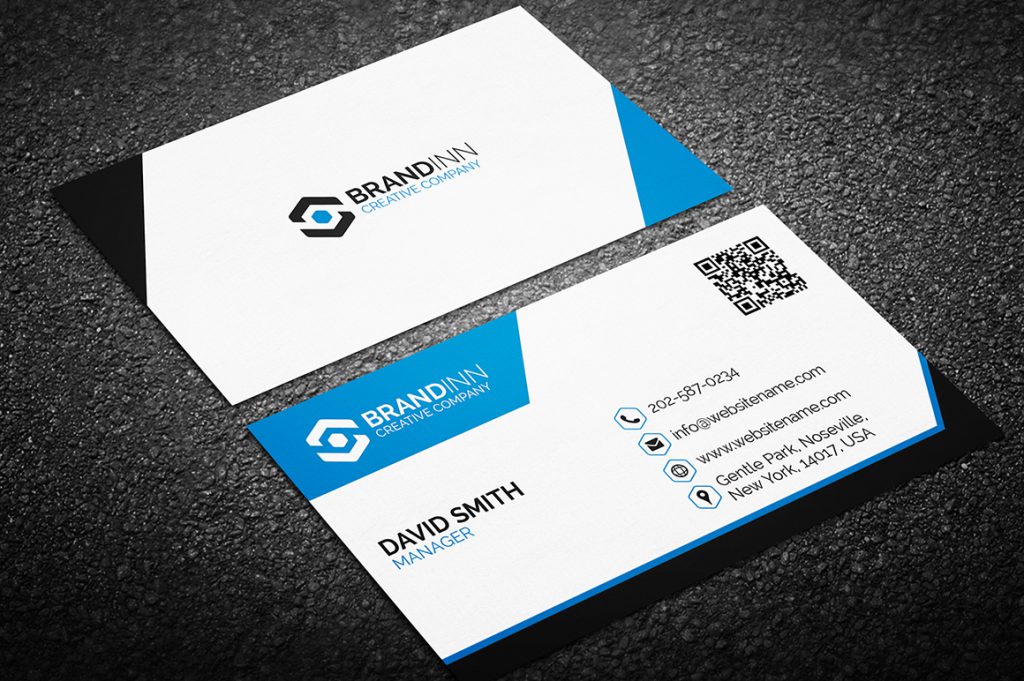 BRANDINN
CREATIVE COMPANY
BRANDINN
CREATIVE COMPANY
DAVID SMITH
MANAGER
202-587-0234
info@websitename.com
www.websitename.com
Gentle Park, Noseville,
New York, 14017, USA